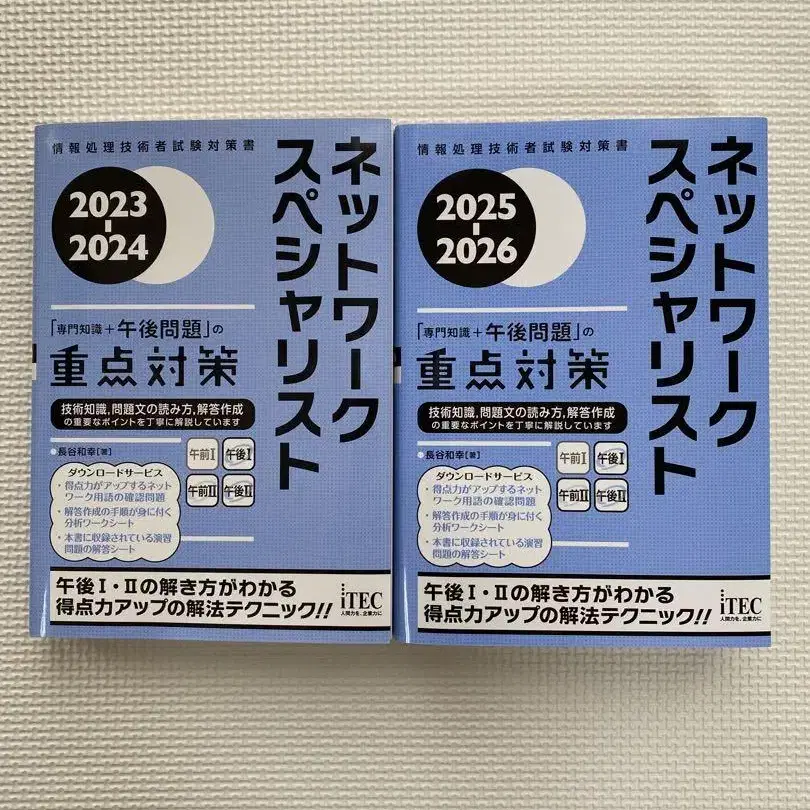 情報処理技術者試験対策書
ネットワーク
スペシャリスト
2023
-
2024
「専門知識+午後問題」の
重点対策
技術知識,問題文の読み方,解答作成
の重要なポイントを丁寧に解説しています
長谷和幸[著]
午前Ⅰ
午後Ⅰ
午前Ⅱ
午後Ⅱ
ダウンロードサービス
・得点力がアップするネット
ワーク用語の確認問題
・解答作成の手順が身に付く
分析ワークシート
・本書に収録されている演習
問題の解答シート
午後Ⅰ・Ⅱの解き方がわかる
得点力アップの解法テクニック!!
iTEC
人間力を、企業力に
情報処理技術者試験対策書
ネットワーク
スペシャリスト
2025
-
2026
「専門知識+午後問題」の
重点対策
技術知識,問題文の読み方,解答作成
の重要なポイントを丁寧に解説しています
長谷和幸[著]
午前Ⅰ
午後Ⅰ
午前Ⅱ
午後Ⅱ
ダウンロードサービス
・得点力がアップするネット
ワーク用語の確認問題
・解答作成の手順が身に付く
分析ワークシート
・本書に収録されている演習
問題の解答シート
午後Ⅰ・Ⅱの解き方がわかる
得点力アップの解法テクニック!!
iTEC
人間力を、企業力に